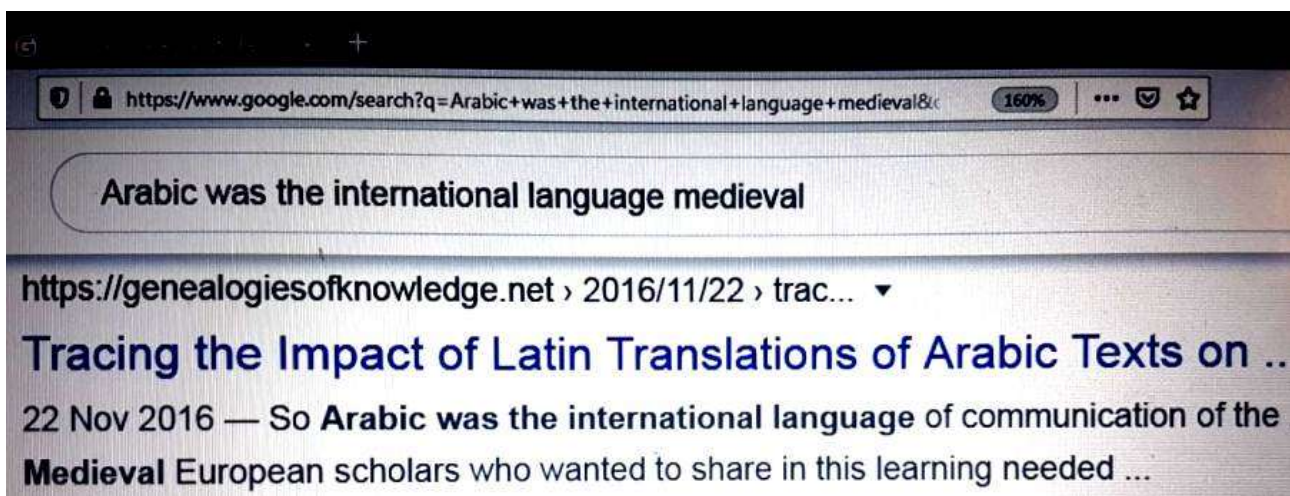 https://www.google.com/search?q=Arabic+was+the+international+language+medieval& 160%
Arabic was the international language medieval
https://genealogiesofknowledge.net › 2016/11/22 › trac...
Tracing the Impact of Latin Translations of Arabic Texts on ..
22 Nov 2016 — So Arabic was the international language of communication of the
Medieval European scholars who wanted to share in this learning needed ...